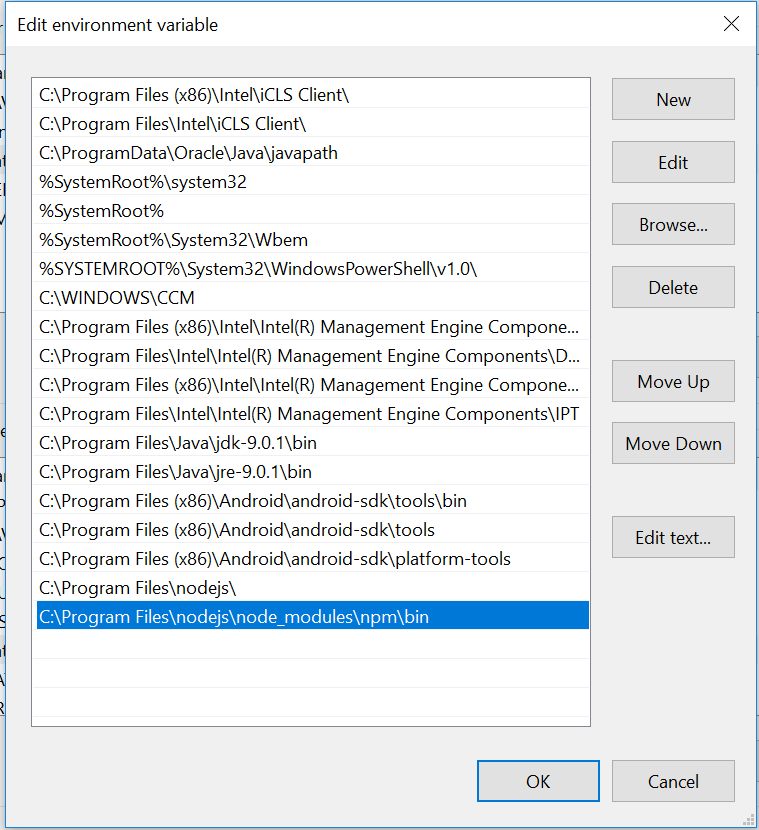 Edit environment variable
C:\Program Files (x86)\Intel\iCLS Client\
C:\Program Files\Intel\iCLS Client\
C:\ProgramData\Oracle\Java\javapath
%SystemRoot%\system32
%SystemRoot%
%SystemRoot%\System32\Wbem
%SYSTEMROOT%\System32\WindowsPowerShell\v1.0\
C:\WINDOWS\CCM
C:\Program Files (x86)\Intel\Intel(R) Management Engine Compone...
C:\Program Files\Intel\Intel(R) Management Engine Components\D...
C:\Program Files (x86)\Intel\Intel(R) Management Engine Compone...
C:\Program Files\Intel\Intel(R) Management Engine Components\IPT
C:\Program Files\Java\jdk-9.0.1\bin
C:\Program Files\Java\jre-9.0.1\bin
C:\Program Files (x86)\Android\android-sdk\tools\bin
C:\Program Files (x86)\Android\android-sdk\tools
C:\Program Files (x86)\Android\android-sdk\platform-tools
C:\Program Files\nodejs\
C:\Program Files\nodejs\node_modules\npm\bin
New
Edit
Browse...
Delete
Move Up
Move Down
Edit text...
OK
Cancel